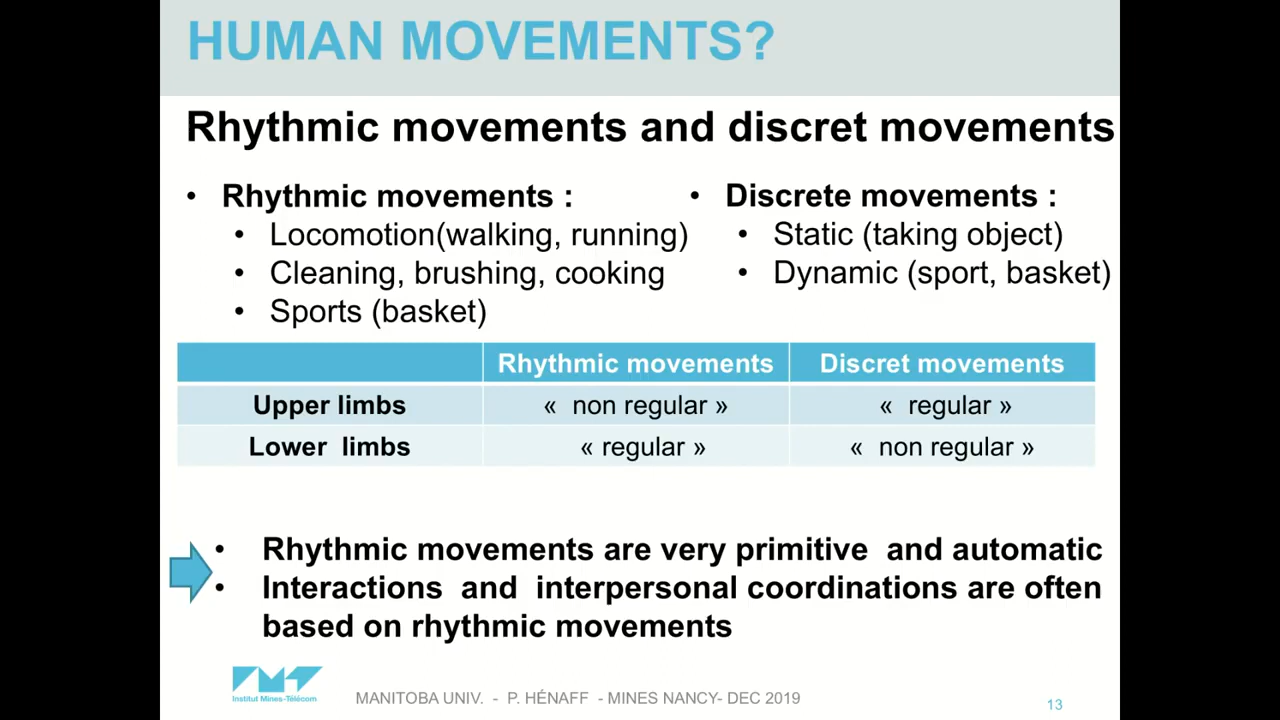 HUMAN MOVEMENTS?
Rhythmic movements and discret movements
• Rhythmic movements :
• Locomotion(walking, running)
• Cleaning, brushing, cooking
• Sports (basket)
• Discrete movements :
• Static (taking object)
• Dynamic (sport, basket)
Rhythmic movements Discret movements
Upper limbs « non regular » « regular »
Lower limbs « regular » « non regular »
• Rhythmic movements are very primitive and automatic
• Interactions and interpersonal coordinations are often
based on rhythmic movements
Institut Mines-Télécom
MANITOBA UNIV. - P. HÉNAFF - MINES NANCY- DEC 2019
13